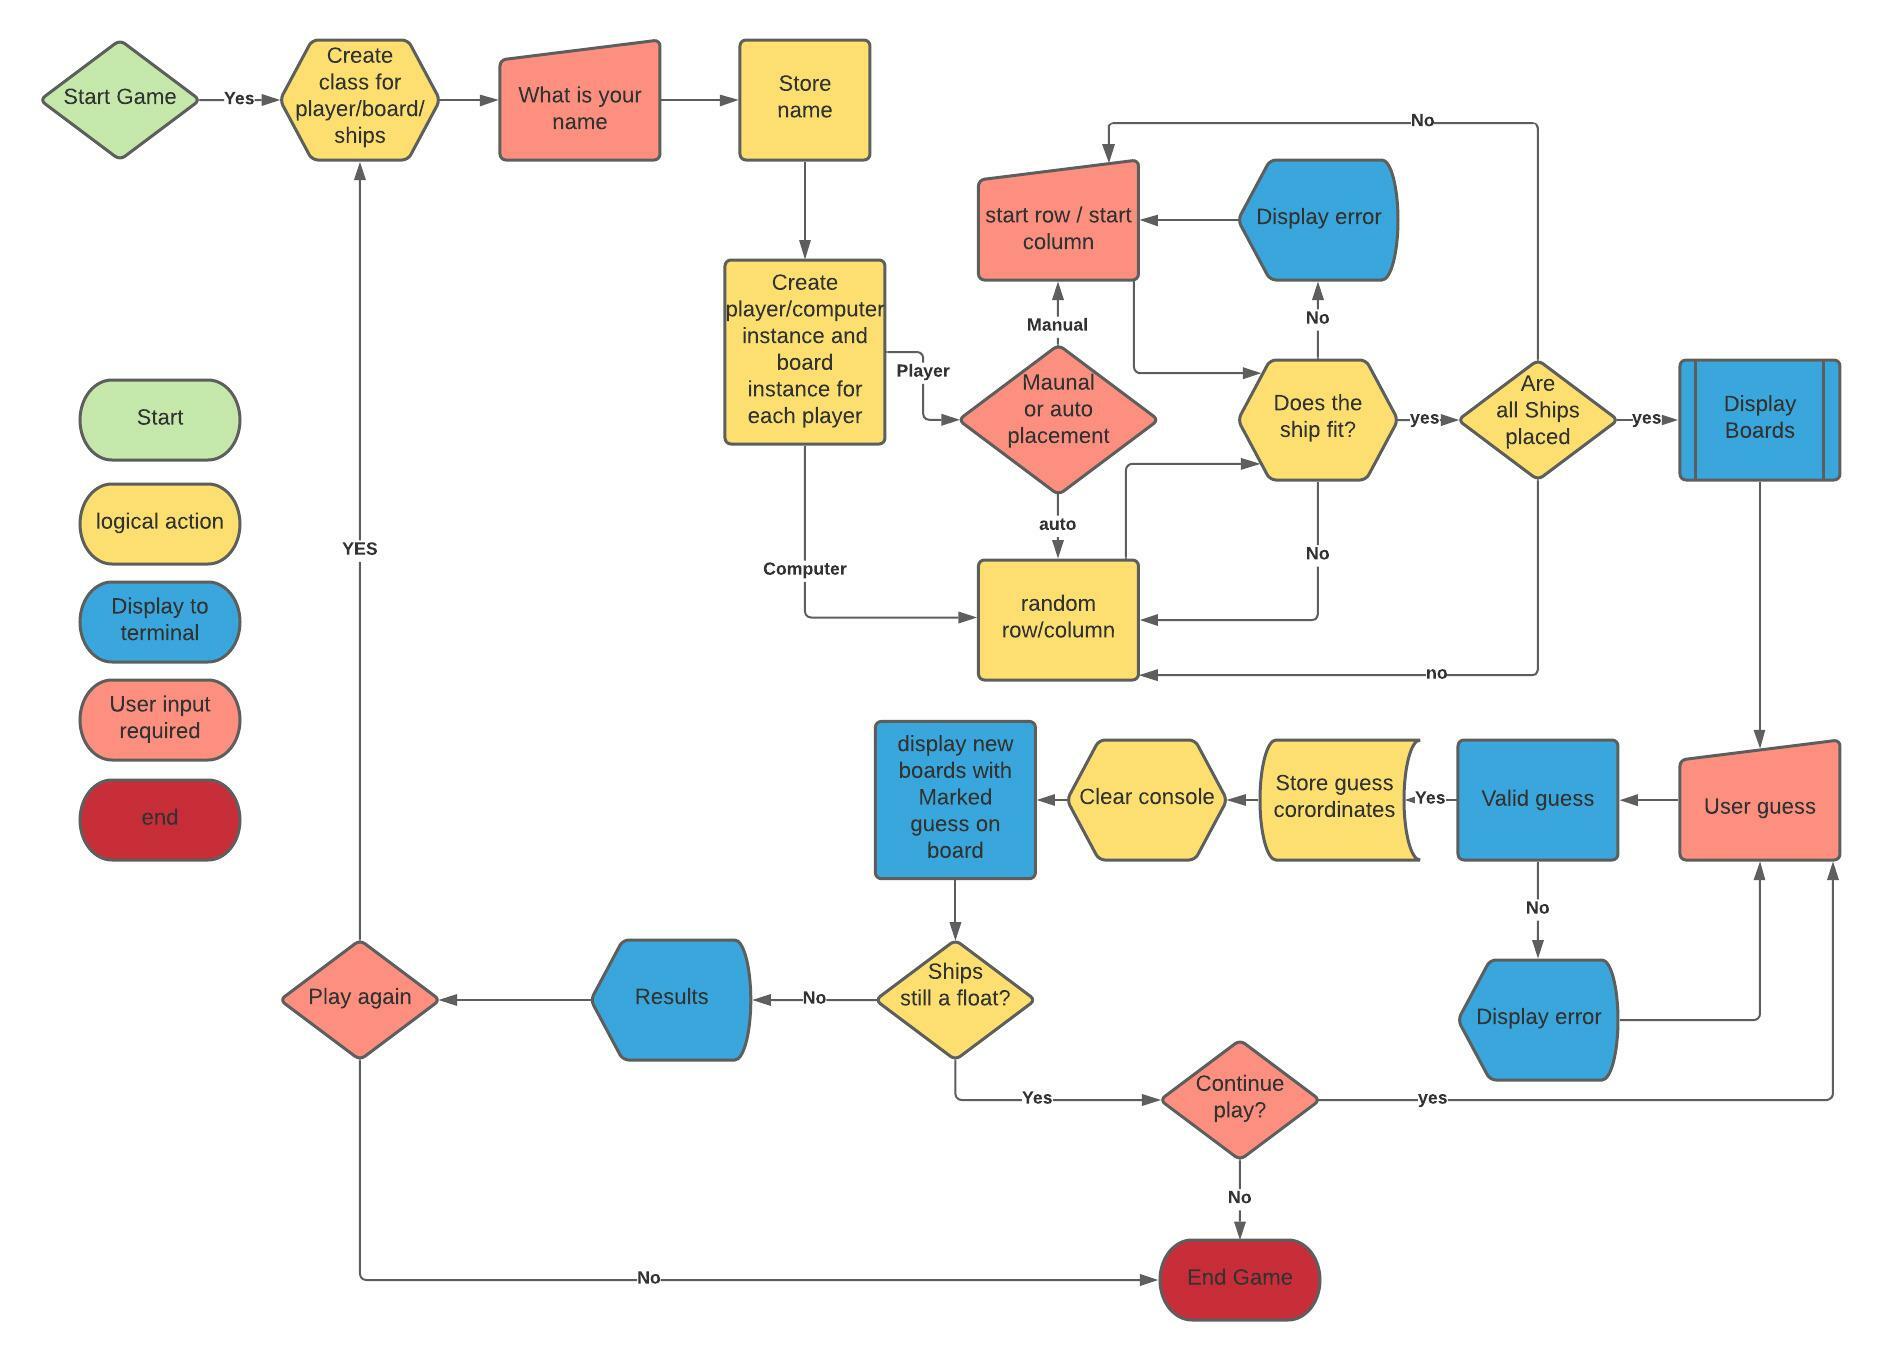 Start Game
Yes
Create
class for
player/board/
ships
What is your
name
Store
name
No
start row / start
column
Display error
Create
player/computer
instance and
board
instance for
each player
Player
Manual
No
Maunal
or auto
placement
Does the
ship fit?
yes
Are
all Ships
placed
yes
Display
Boards
Start
logical action
Display to
terminal
User input
required
end
YES
auto
No
Computer
random
row/column
no
display new
boards with
Marked
guess on
board
Clear console
Store guess
corordinates
Yes
Valid guess
User guess
No
Display error
Play again
Results
No
Ships
still a float?
Yes
Continue
play?
yes
No
No
End Game